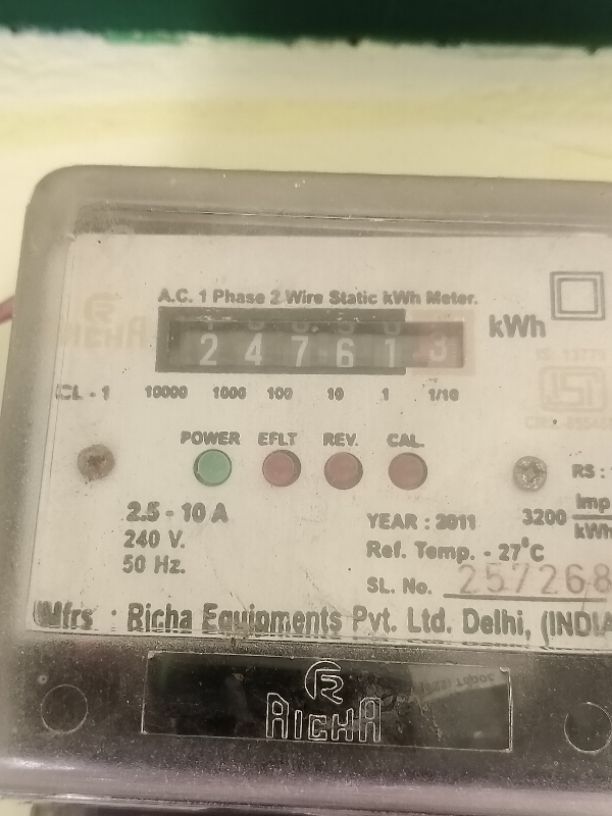 A.C. 1 Phase 2 Wire Static kWh Meter.
2 4 7 6 1 3 kWh
CL - 1 10000 1000 100 10 1 1/10
POWER EFLT REV. CAL.
RS :
2.5 - 10 A
240 V.
50 Hz.
YEAR : 2011
3200 Imp
kWh
Ref. Temp. - 27°C
SL. No. 257268
Mfrs : Richa Equipments Pvt. Ltd. Delhi, (INDIA
RICHA